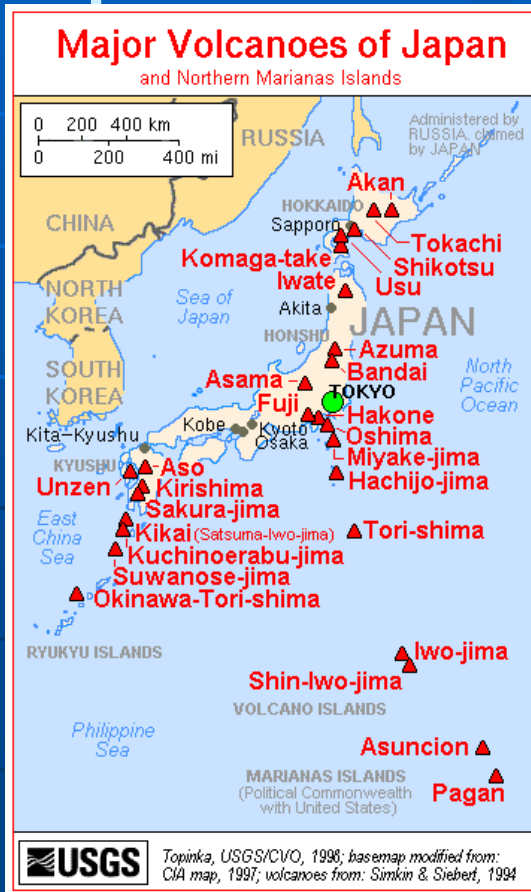 Major Volcanoes of Japan
and Northern Marianas Islands
0 200 400 km
0 200 400 mi
RUSSIA
Administered by
RUSSIA. claimed
by JAPAN
CHINA
HOKKAIDO
Akan
Sapporo
Tokachi
Shikotsu
Usu
Komaga-take
Iwate
NORTH
KOREA
Sea of
Japan
Akita
JAPAN
HONSHU
SOUTH
KOREA
Azuma
Bandai
North
Pacific
Ocean
Asama
TOKYO
Fuji
Hakone
Kobe
Kyoto
Osaka
Oshima
Kita-Kyushu
Miyake-jima
KYUSHU
Hachijo-jima
Aso
Unzen
Kirishima
Sakura-jima
East
China
Sea
Kikai (Satsuma-Iwo-jima)
Tori-shima
Kuchinoerabu-jima
Suwanose-jima
Okinawa-Tori-shima
RYUKYU ISLANDS
Iwo-jima
Shin-Iwo-jima
VOLCANO ISLANDS
Philippine
Sea
Asuncion
MARIANAS ISLANDS
(Political Commonwealth
with United States)
Pagan
USGS
Topinka, USGS/CVO, 1998; basemap modified from:
CIA map, 1997; volcanoes from: Simkin & Siebert, 1994